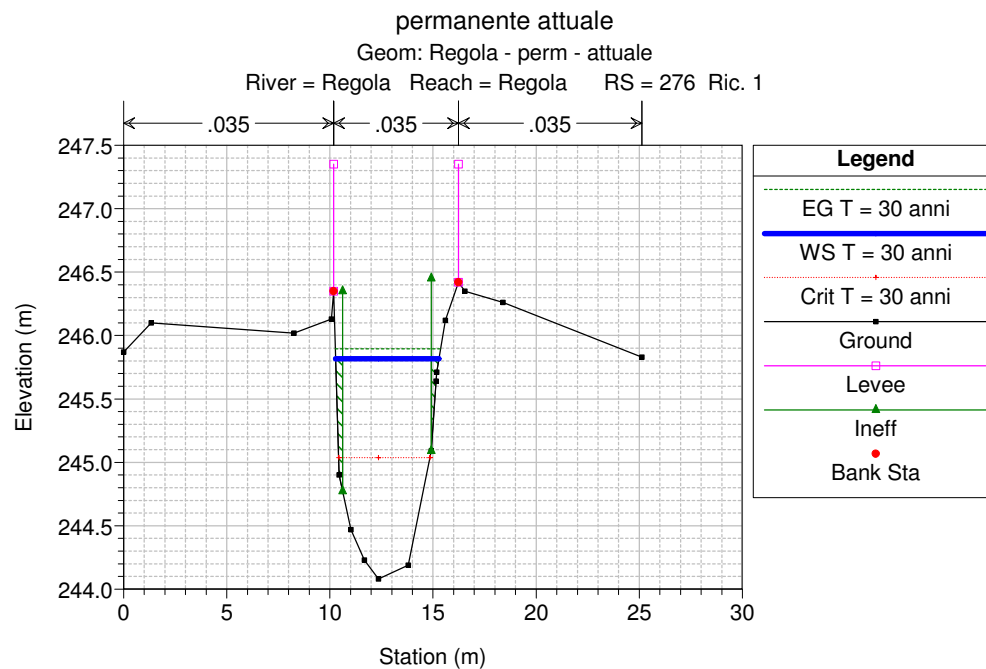 permanente attuale
Geom: Regola - perm - attuale
River = Regola Reach = Regola RS = 276 Ric. 1
.035 .035 .035
247.5
247.0
246.5
246.0
245.5
245.0
244.5
244.0
0 5 10 15 20 25 30
Station (m)
Elevation (m)
Legend
EG T = 30 anni
WS T = 30 anni
Crit T = 30 anni
Ground
Levee
Ineff
Bank Sta